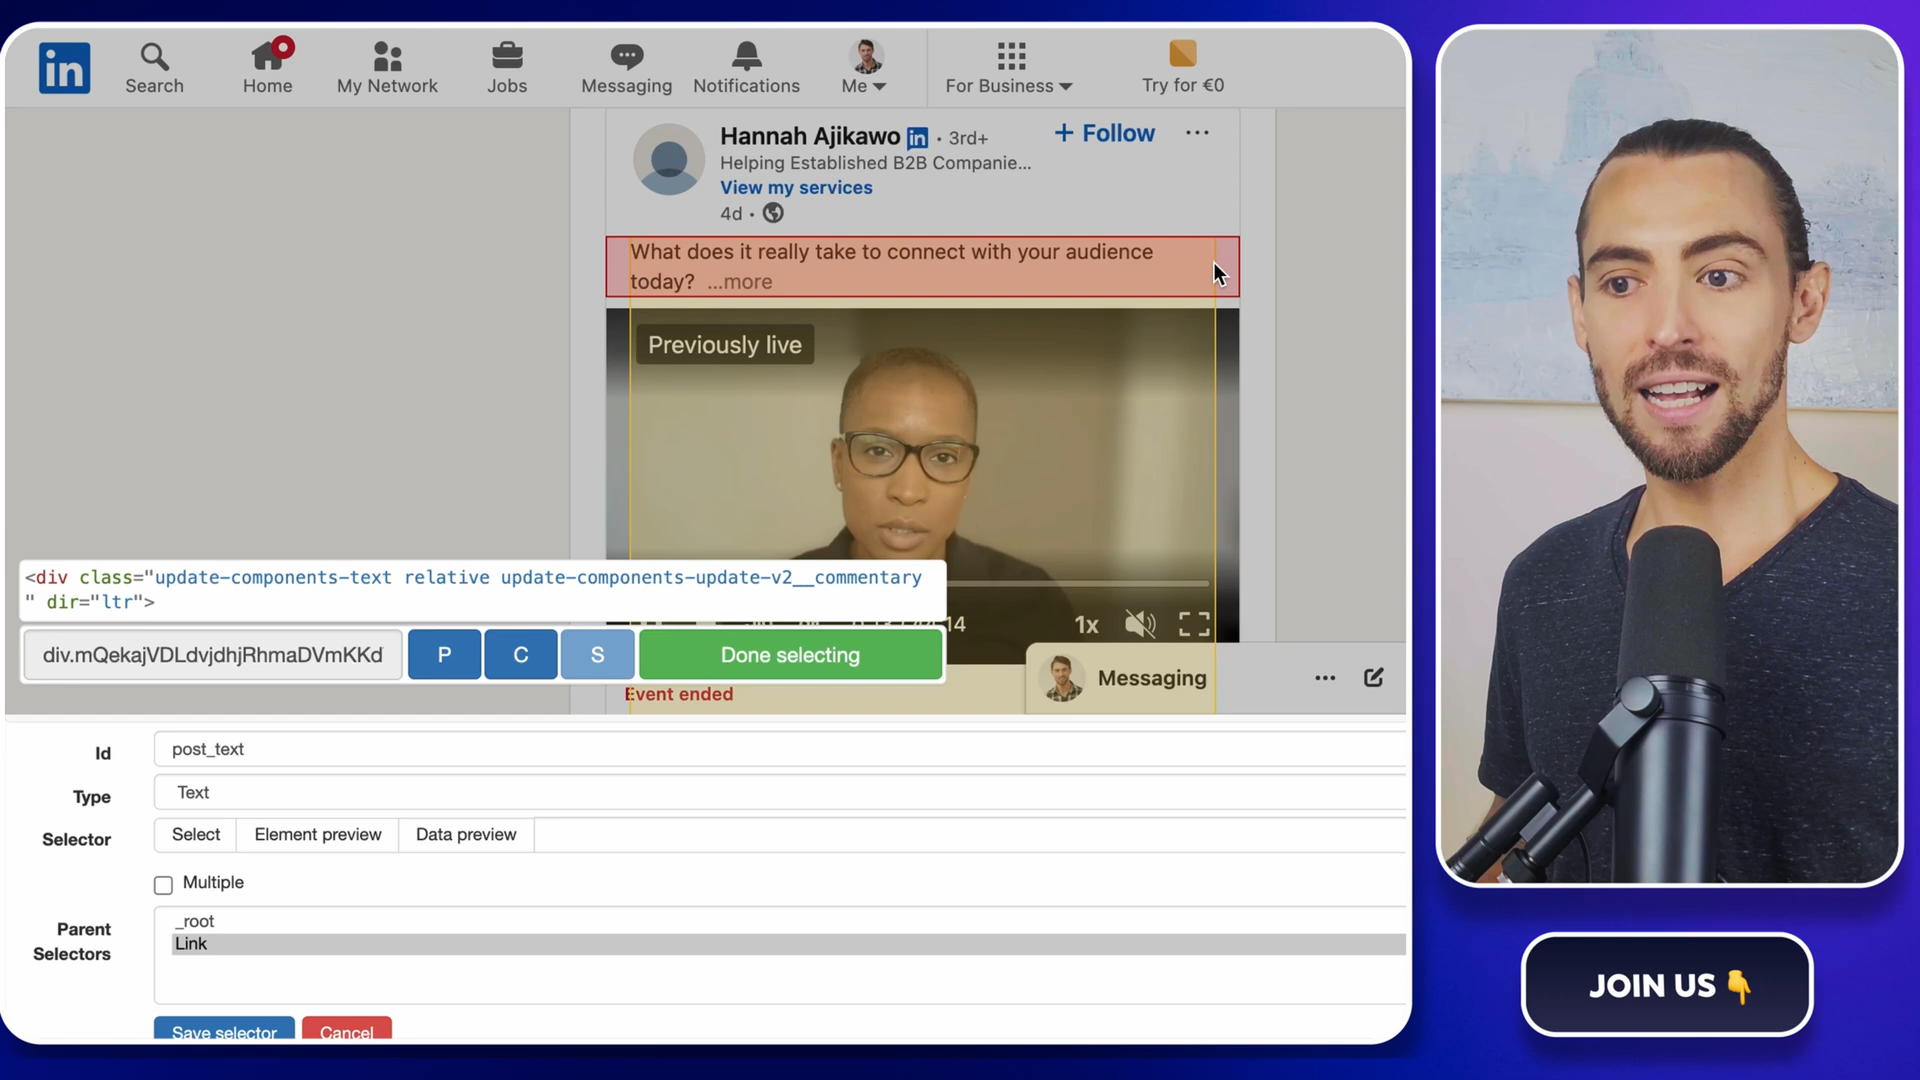 in
Search
Home
My Network
Jobs
Messaging
Notifications
Me
For Business
Try for €0
Hannah Ajikawo in · 3rd+
+ Follow
Helping Established B2B Companie...
View my services
4d ·
What does it really take to connect with your audience
today? ...more
Previously live
<div class="update-components-text relative update-components-update-v2__commentary
" dir="ltr">
14
1x
div.mQekajVDLdvjdhjRhmaDVmKKd
P
C
S
Done selecting
Messaging
Event ended
Id
post_text
Type
Text
Selector
Select
Element preview
Data preview
Multiple
Parent
Selectors
_root
Link
Save selector
Cancel
JOIN US 👇